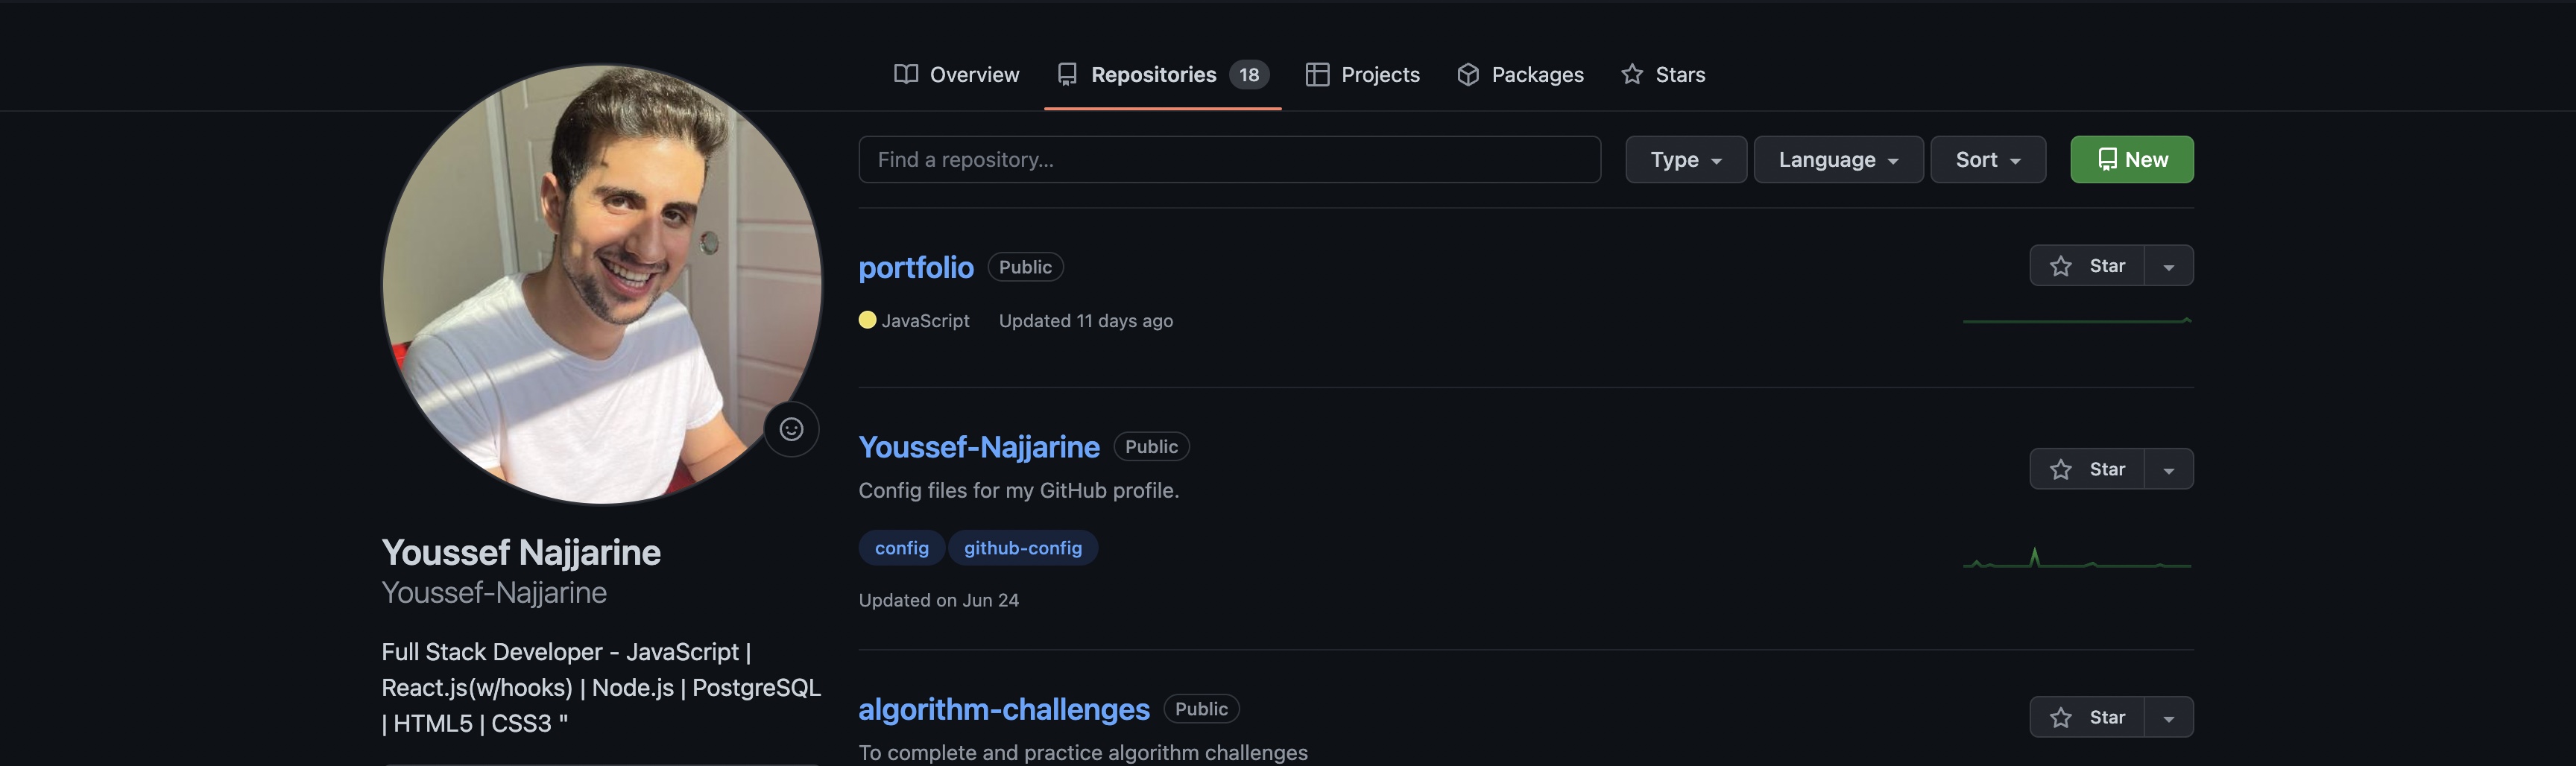 Overview Repositories 18 Projects Packages Stars
Find a repository... Type Language Sort New
portfolio Public Star
JavaScript Updated 11 days ago
Youssef-Najjarine Public Star
Config files for my GitHub profile.
config github-config
Updated on Jun 24
algorithm-challenges Public Star
To complete and practice algorithm challenges
Youssef Najjarine
Youssef-Najjarine
Full Stack Developer - JavaScript |
React.js(w/hooks) | Node.js | PostgreSQL
| HTML5 | CSS3 "